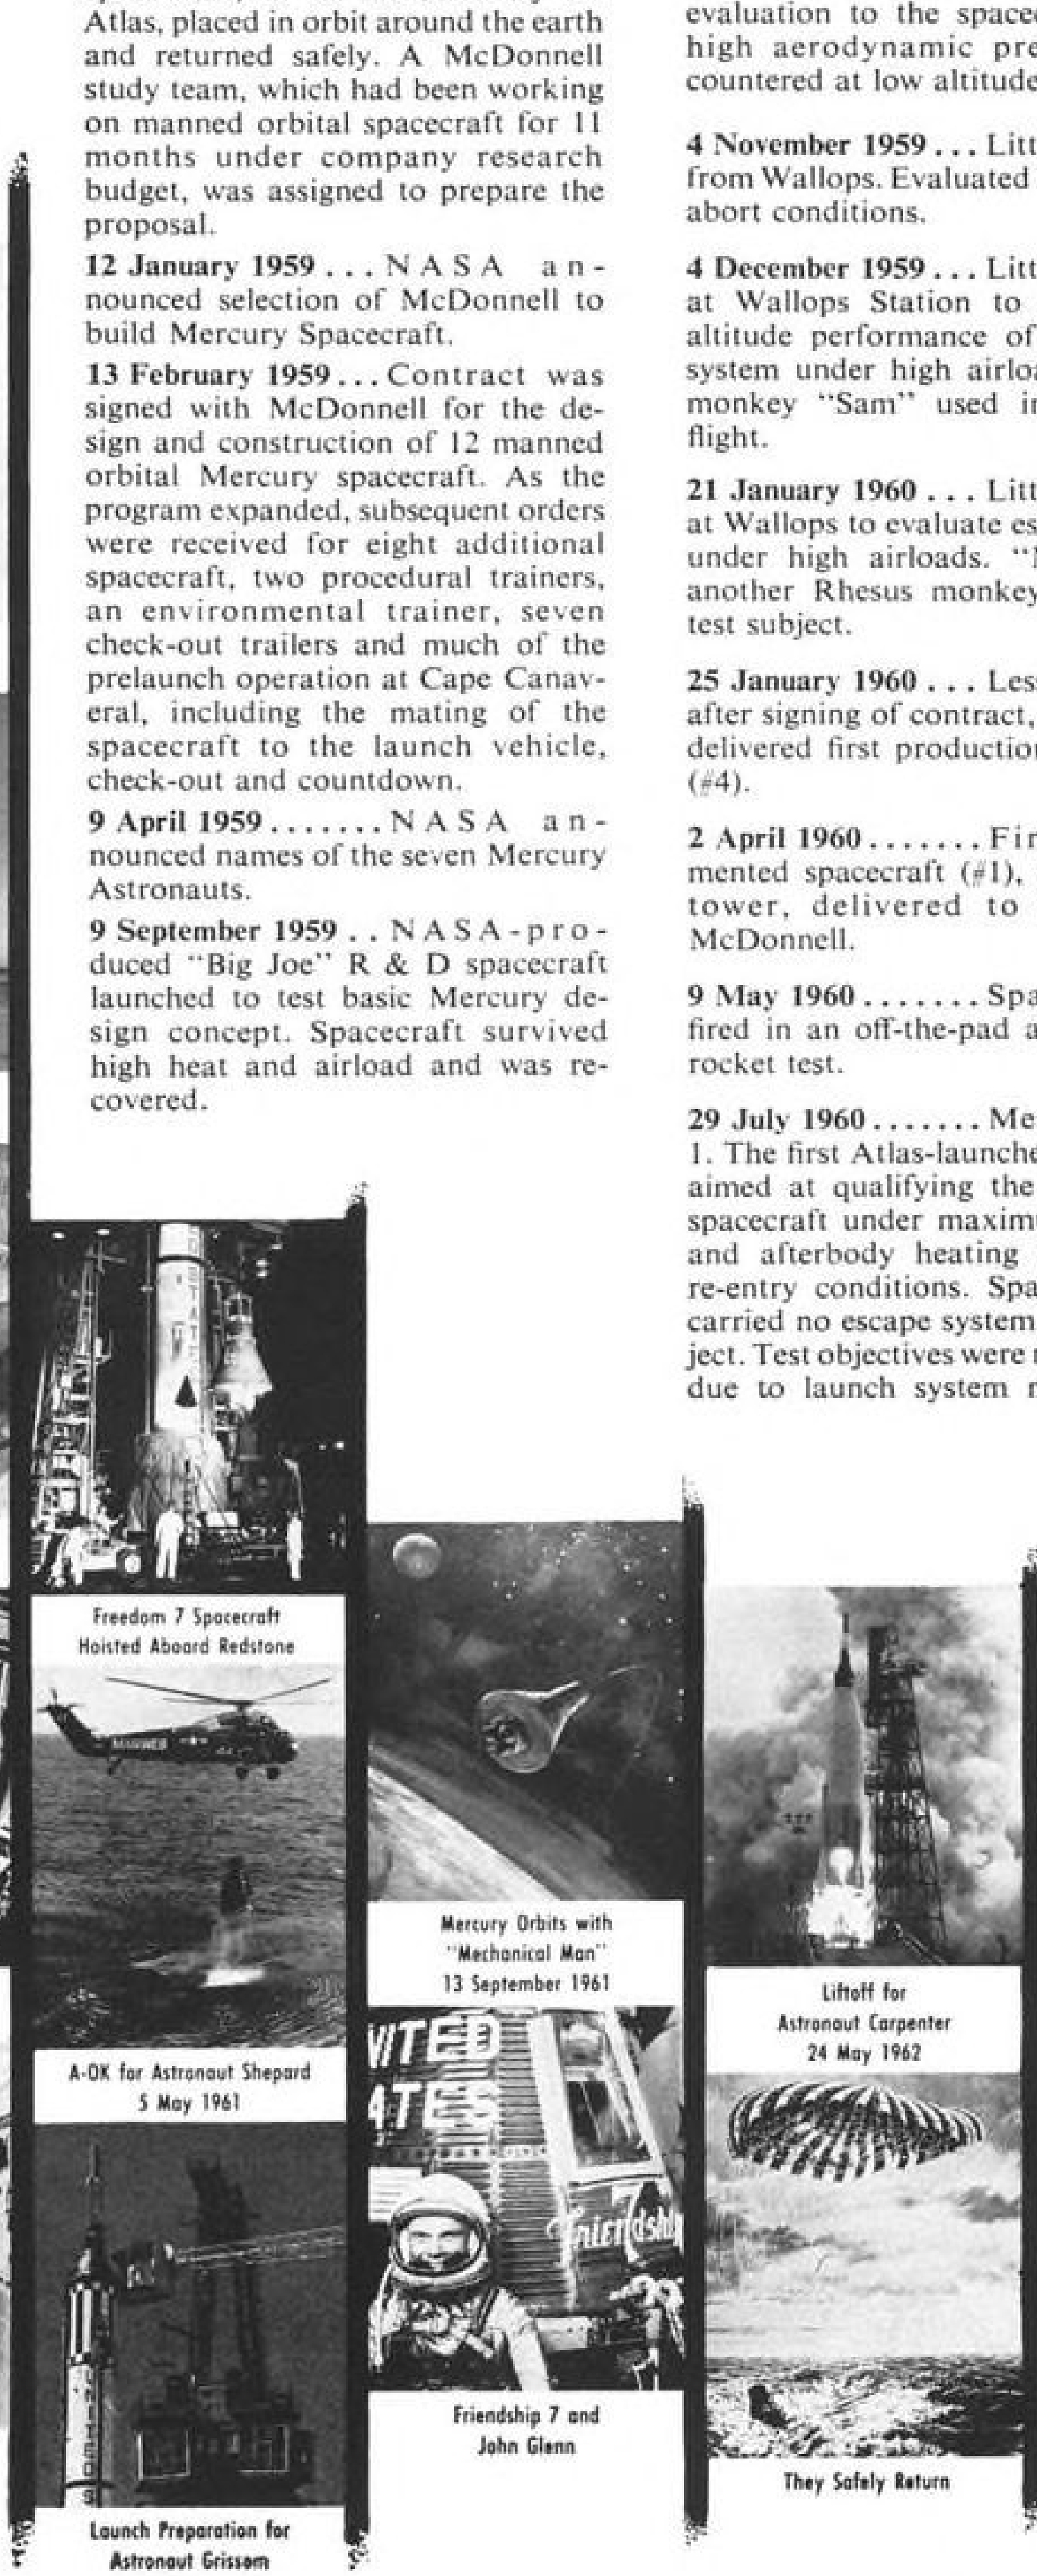 Atlas, placed in orbit around the earth
and returned safely. A McDonnell
study team, which had been working
on manned orbital spacecraft for 11
months under company research
budget, was assigned to prepare the
proposal.
12 January 1959 ... NASA an-
nounced selection of McDonnell to
build Mercury Spacecraft.
13 February 1959 ... Contract was
signed with McDonnell for the de-
sign and construction of 12 manned
orbital Mercury spacecraft. As the
program expanded, subsequent orders
were received for eight additional
spacecraft, two procedural trainers,
an environmental trainer, seven
check-out trailers and much of the
prelaunch operation at Cape Canav-
eral, including the mating of the
spacecraft to the launch vehicle,
check-out and countdown.
9 April 1959 ....... NASA an-
nounced names of the seven Mercury
Astronauts.
9 September 1959 .. NASA-pro-
duced "Big Joe" R & D spacecraft
launched to test basic Mercury de-
sign concept. Spacecraft survived
high heat and airload and was re-
covered.
evaluation to the space
high aerodynamic pre
countered at low altitude
4 November 1959 ... Litt
from Wallops. Evaluated
abort conditions.
4 December 1959 ... Litt
at Wallops Station to
altitude performance of
system under high airloa
monkey "Sam" used in
flight.
21 January 1960 ... Litt
at Wallops to evaluate es
under high airloads. "
another Rhesus monkey
test subject.
25 January 1960 ... Les
after signing of contract,
delivered first production
(#4).
2 April 1960 ....... Fir
mented spacecraft (#1),
tower, delivered to
McDonnell.
9 May 1960 ....... Spa
fired in an off-the-pad a
rocket test.
29 July 1960 ....... Me
1. The first Atlas-launche
aimed at qualifying the
spacecraft under maxim
and afterbody heating
re-entry conditions. Spa
carried no escape system
ject. Test objectives were
due to launch system
Freedom 7 Spacecraft
Hoisted Aboard Redstone
MARINES
A-OK for Astronaut Shepard
5 May 1961
UNITED S
Launch Preparation for
Astronaut Grissom
Mercury Orbits with
"Mechanical Man"
13 September 1961
NITED
ATES
Friendship
Friendship 7 and
John Glenn
Liftoff for
Astronaut Carpenter
24 May 1962
They Safely Return